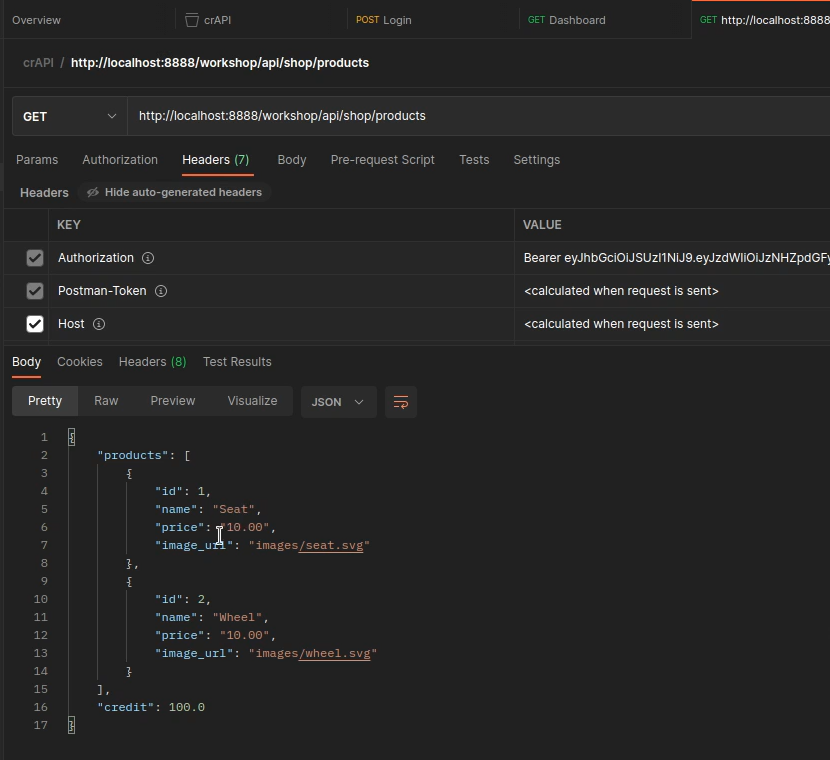 Overview crAPI POST Login GET Dashboard GET http://localhost:8888
crAPI / http://localhost:8888/workshop/api/shop/products
GET http://localhost:8888/workshop/api/shop/products
Params Authorization Headers (7) Body Pre-request Script Tests Settings
Headers Hide auto-generated headers
KEY VALUE
Authorization Bearer eyJhbGciOiJSUzI1NiJ9.eyJzdWIiOiJzNHZpdGFy
Postman-Token <calculated when request is sent>
Host <calculated when request is sent>
Body Cookies Headers (8) Test Results
Pretty Raw Preview Visualize JSON
1 {
2 "products": [
3 {
4 "id": 1,
5 "name": "Seat",
6 "price": "10.00",
7 "image_url": "images/seat.svg"
8 },
9 {
10 "id": 2,
11 "name": "Wheel",
12 "price": "10.00",
13 "image_url": "images/wheel.svg"
14 }
15 ],
16 "credit": 100.0
17 }